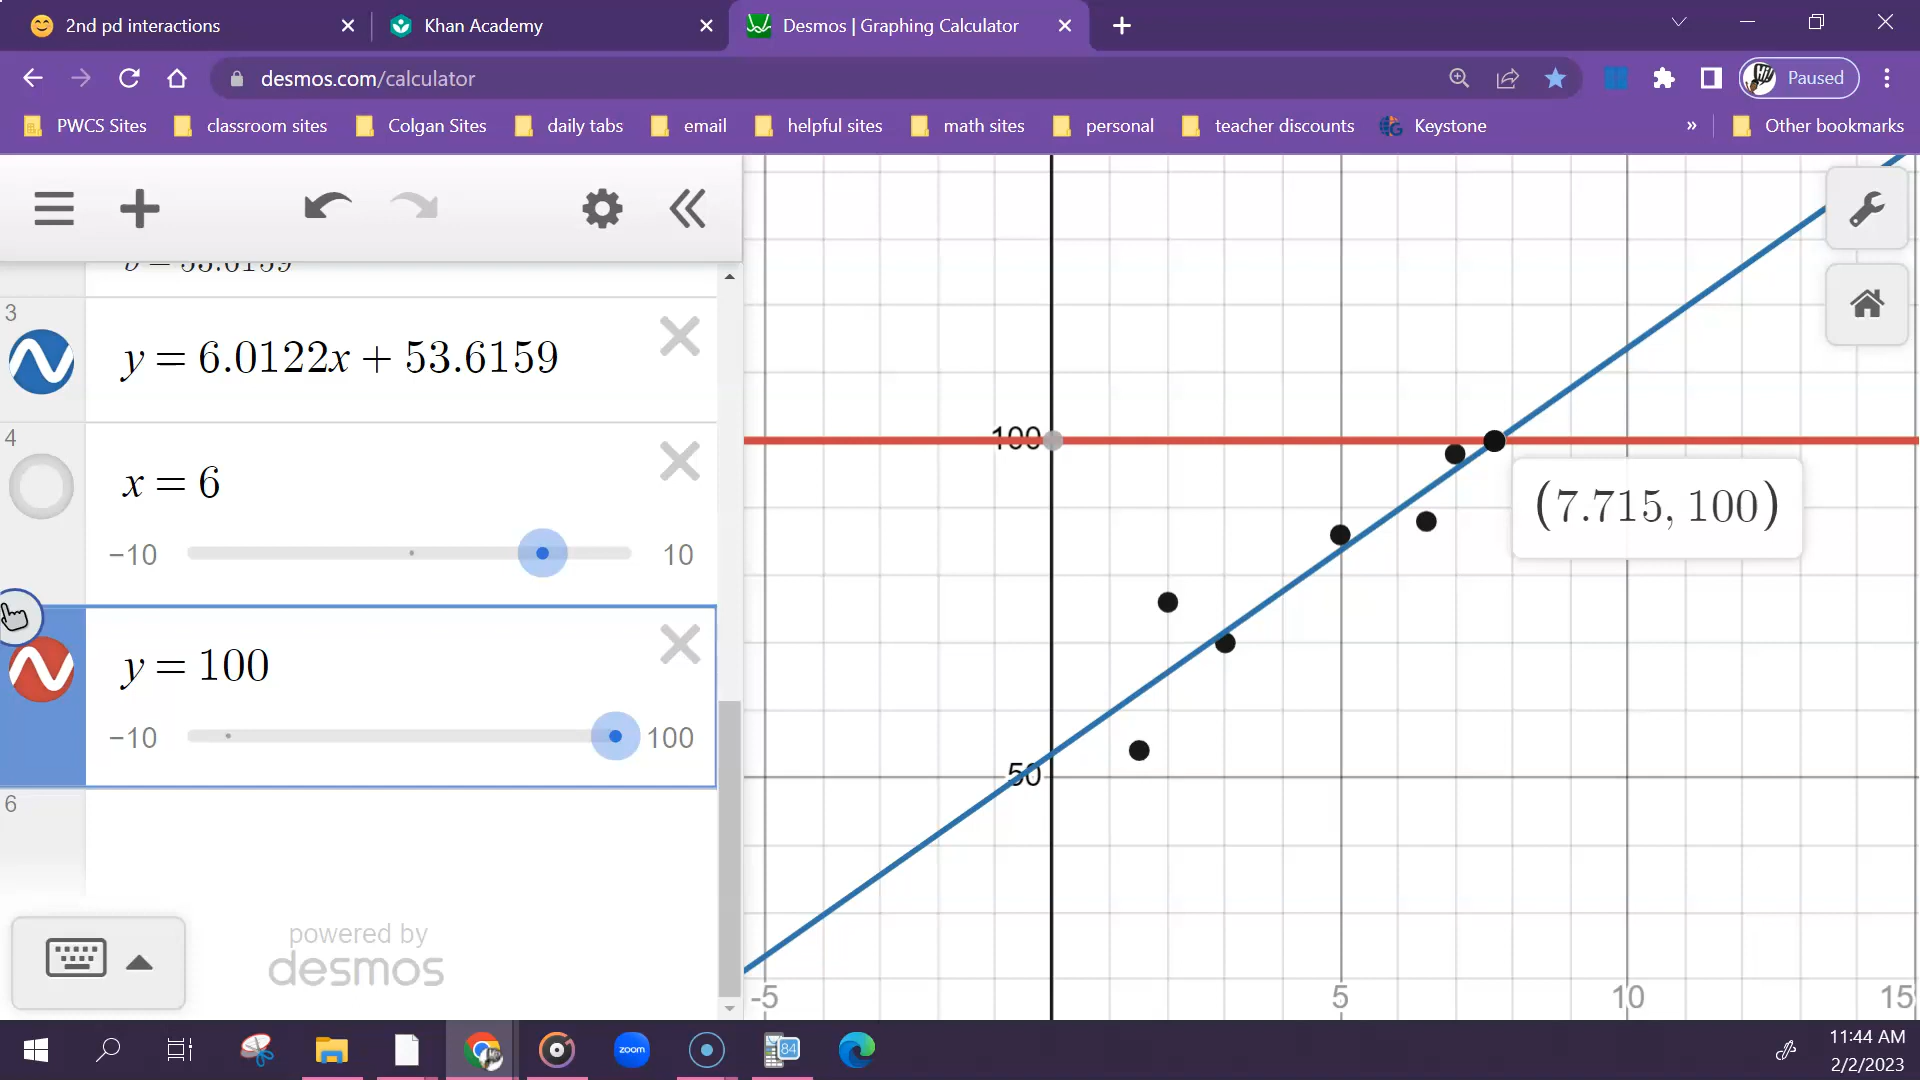 2nd pd interactions
Khan Academy
Desmos | Graphing Calculator
desmos.com/calculator
Paused
PWCS Sites
classroom sites
Colgan Sites
daily tabs
email
helpful sites
math sites
personal
teacher discounts
Keystone
»
Other bookmarks
3
y = 6.0122x + 53.6159
4
x = 6
−10
10
y = 100
−10
100
6
powered by
desmos
100
50
(7.715, 100)
-5
5
10
15
zoom
84
11:44 AM
2/2/2023